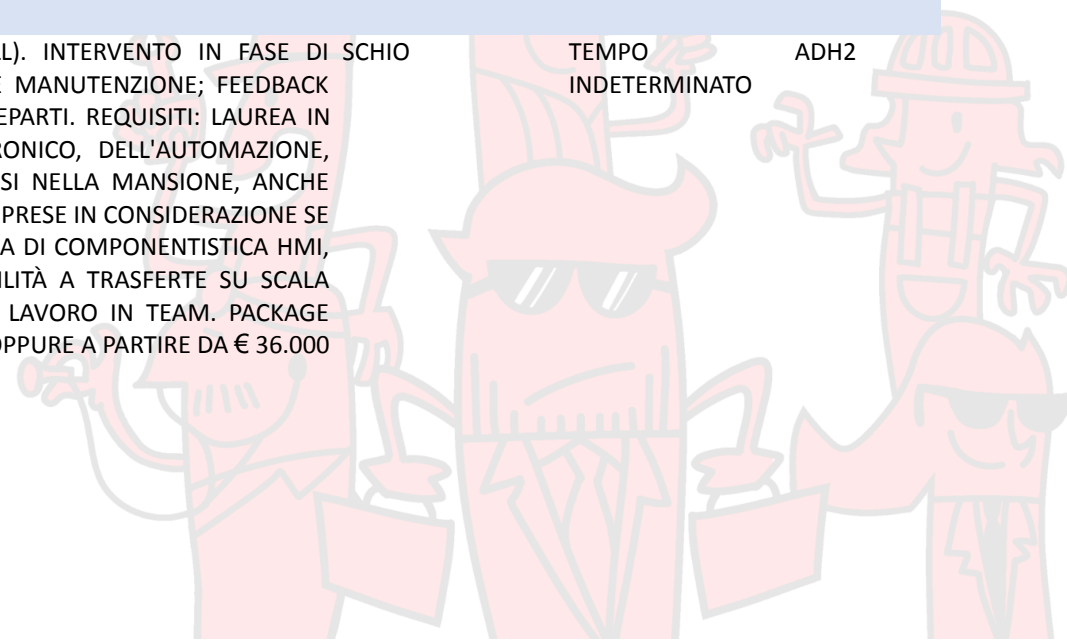 L). INTERVENTO IN FASE DI SCHIO TEMPO ADH2
E MANUTENZIONE; FEEDBACK INDETERMINATO
EPARTI. REQUISITI: LAUREA IN
RONICO, DELL'AUTOMAZIONE,
SI NELLA MANSIONE, ANCHE
PRESE IN CONSIDERAZIONE SE
A DI COMPONENTISTICA HMI,
ILITÀ A TRASFERTE SU SCALA
LAVORO IN TEAM. PACKAGE
OPPURE A PARTIRE DA € 36.000